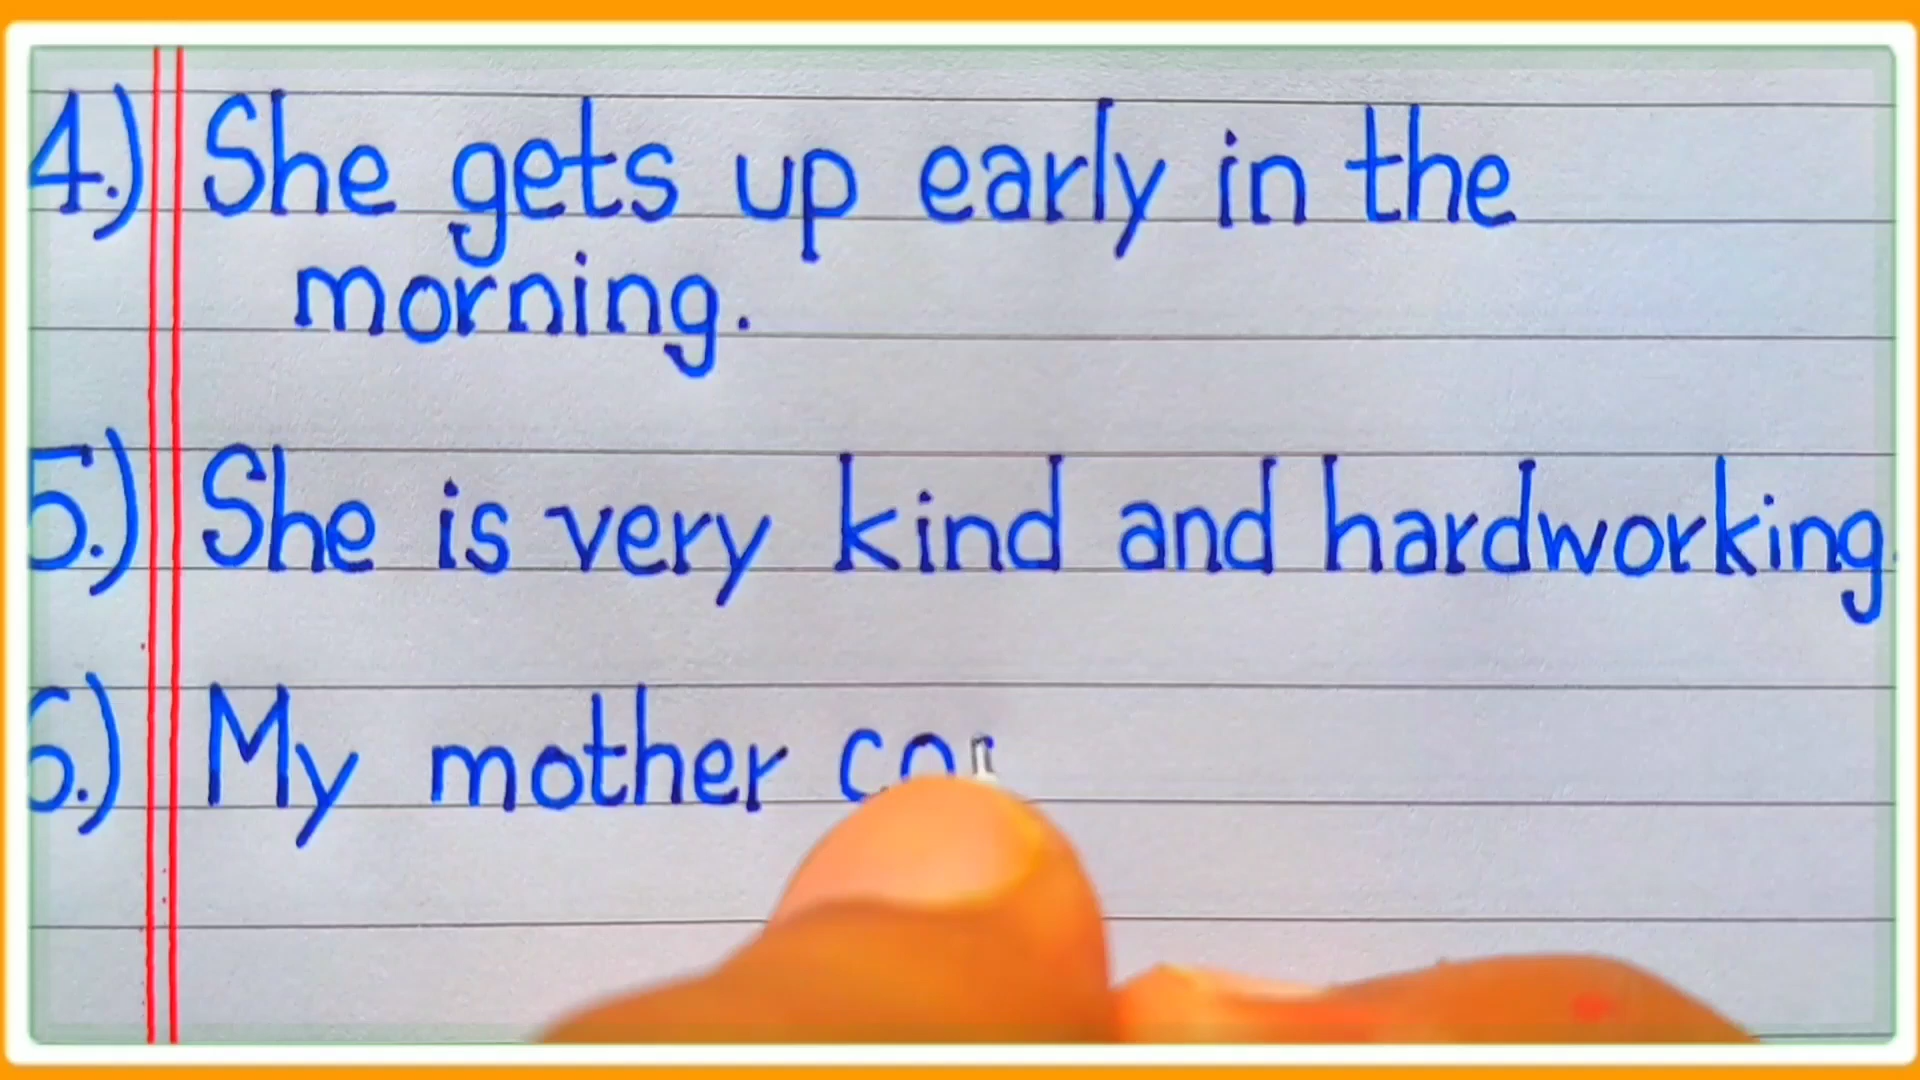 4.) She gets up early in the
morning.
5.) She is very kind and hardworking.
6.) My mother